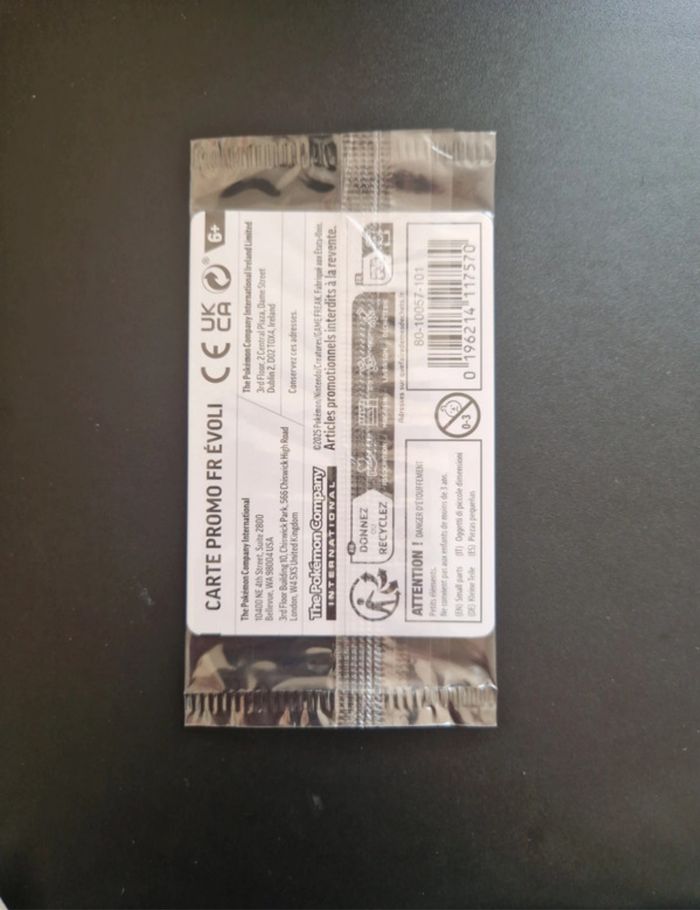 CARTE PROMO FR ÉVOLI
CE UK CA 6+
The Pokémon Company International
10400 NE 4th Street, Suite 2800
Bellevue, WA 98004 USA
3rd Floor Building 10, Chiswick Park, 566 Chiswick High Road
London, W4 5XS United Kingdom
The Pokémon Company International Ireland Limited
3rd Floor, 2 Central Plaza, Dame Street
Dublin 2, D02 T0X4, Ireland
Conservez ces adresses.
The Pokémon Company
INTERNATIONAL
©2025 Pokémon/Nintendo/Creatures/GAME FREAK. Fabriqué aux États-Unis.
Articles promotionnels interdits à la revente.
FR
DONNEZ
OU
RECYCLEZ
FR
ATTENTION ! DANGER D'ÉTOUFFEMENT
Petits éléments.
Ne convient pas aux enfants de moins de 3 ans.
(EN) Small parts (IT) Oggetti di piccole dimensioni
(DE) Kleine Teile (ES) Piezas pequeñas
0-3
80-10057-101
0 196214 117570